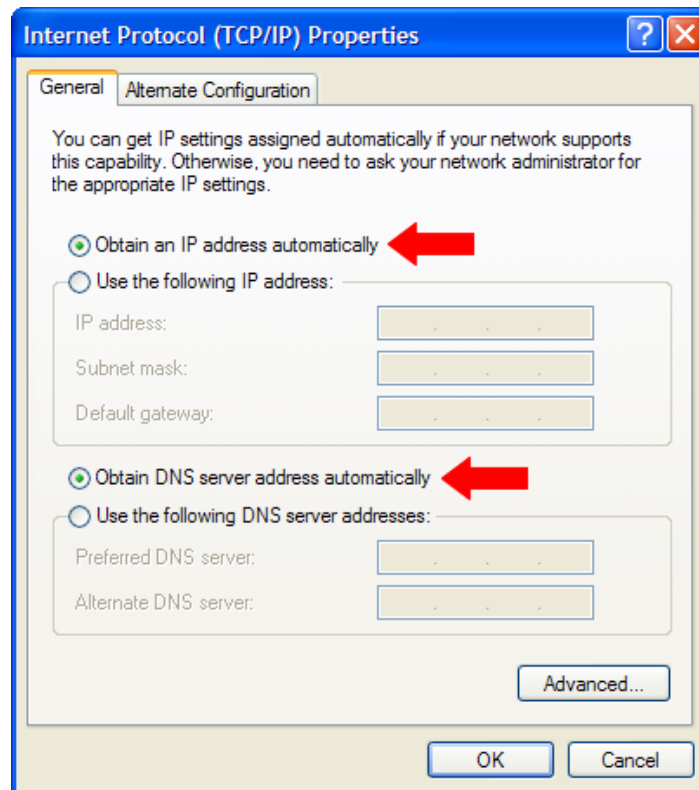 Internet Protocol (TCP/IP) Properties
General
Alternate Configuration
You can get IP settings assigned automatically if your network supports
this capability. Otherwise, you need to ask your network administrator for
the appropriate IP settings.
Obtain an IP address automatically
Use the following IP address:
IP address:
Subnet mask:
Default gateway:
Obtain DNS server address automatically
Use the following DNS server addresses:
Preferred DNS server:
Alternate DNS server:
Advanced...
OK
Cancel